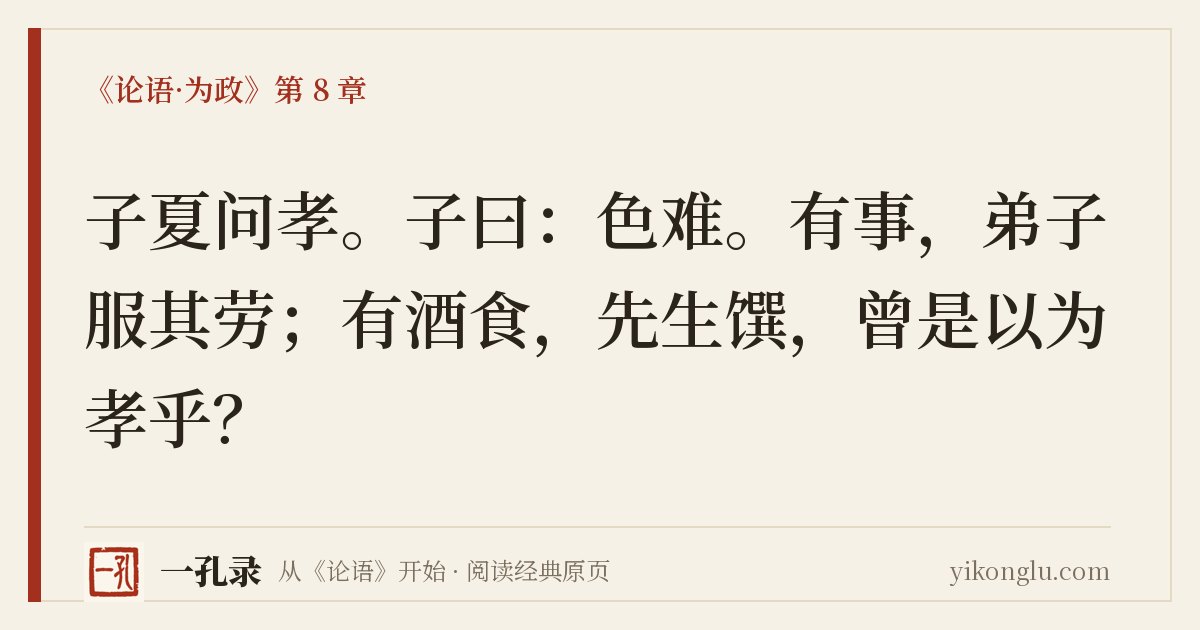 《论语·为政》第 8 章
子夏问孝。子曰：色难。有事，弟子
服其劳；有酒食，先生馔，曾是以为
孝乎？
一孔
一孔录 从《论语》开始 · 阅读经典原页 yikonglu.com